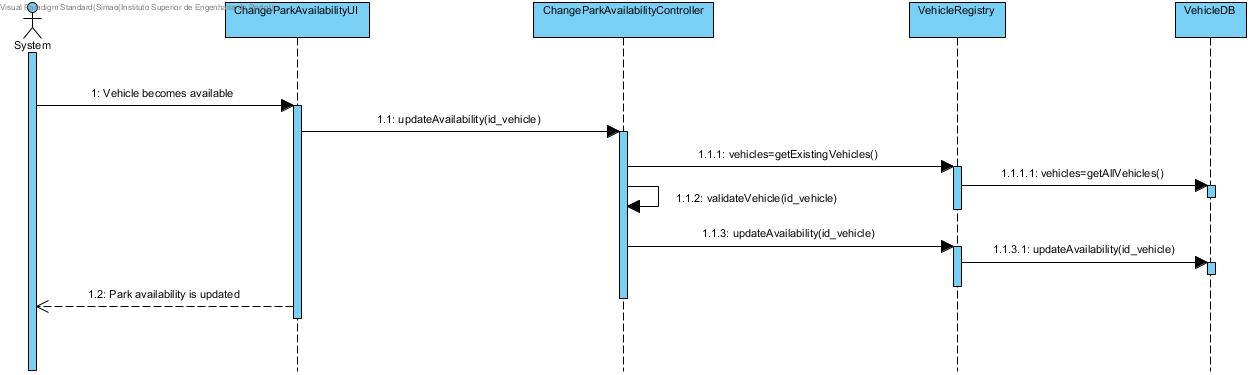 Visual Paradigm Standard(Simao(Instituto Superior de Engenharia
System
ChangeParkAvailabilityUI
ChangeParkAvailabilityController
VehicleRegistry
VehicleDB
1: Vehicle becomes available
1.1: updateAvailability(id_vehicle)
1.1.1: vehicles=getExistingVehicles()
1.1.1.1: vehicles=getAllVehicles()
1.1.2: validateVehicle(id_vehicle)
1.1.3: updateAvailability(id_vehicle)
1.1.3.1: updateAvailability(id_vehicle)
1.2: Park availability is updated